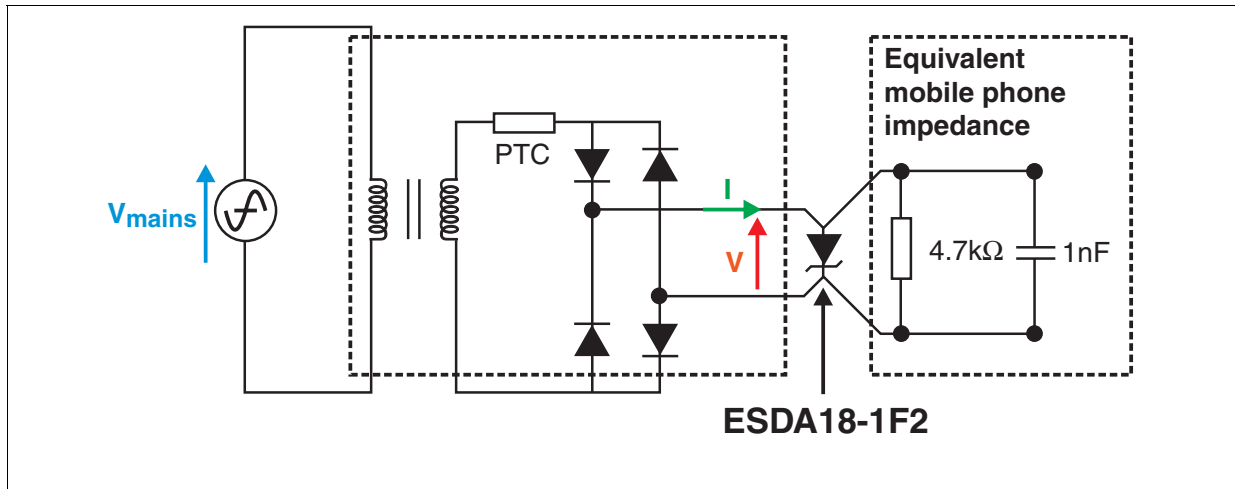 Equivalent
mobile phone
impedance
PTC
I
Vmains
V
4.7kΩ
1nF
ESDA18-1F2